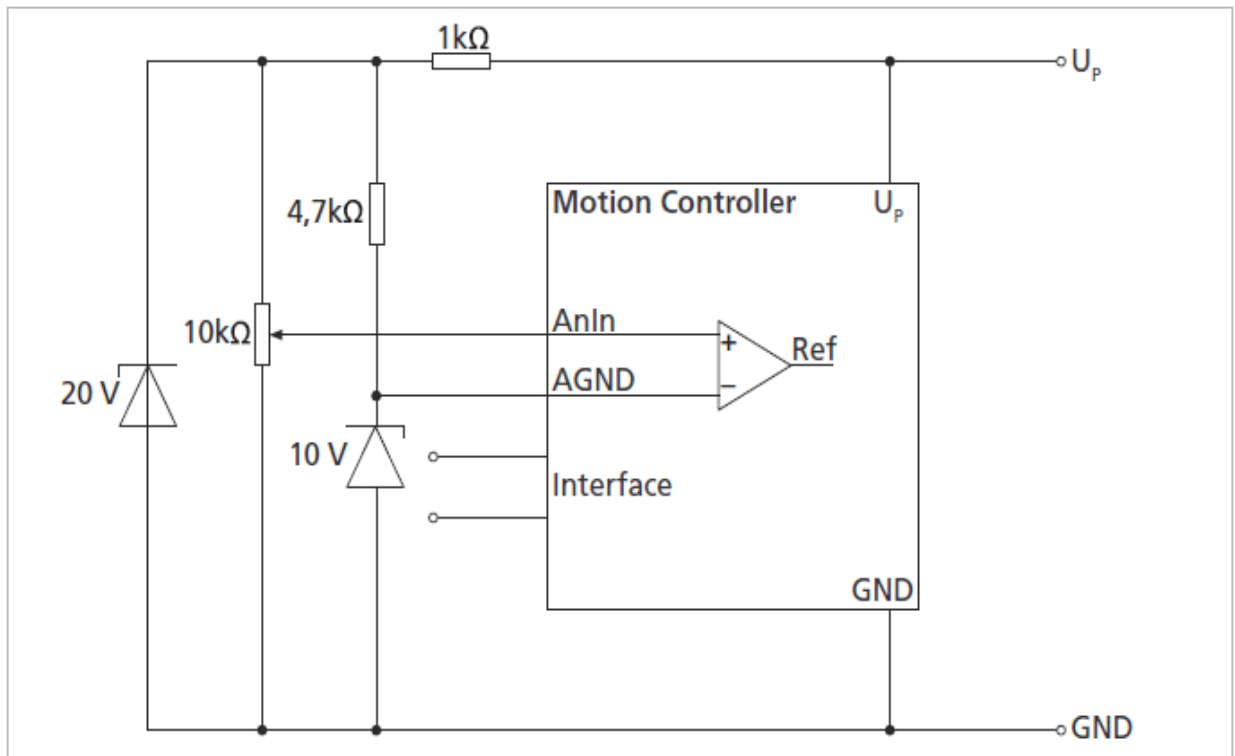 1kΩ
U_P
4,7kΩ
Motion Controller U_P
10kΩ
AnIn
+
Ref
20 V
AGND
−
10 V
Interface
GND
GND